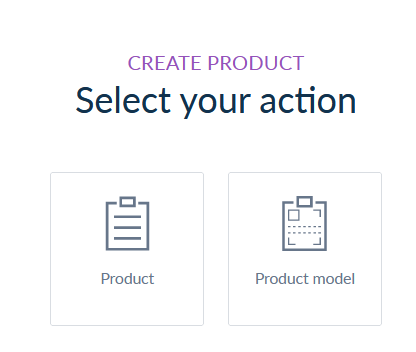 CREATE PRODUCT
Select your action
Product
Product model